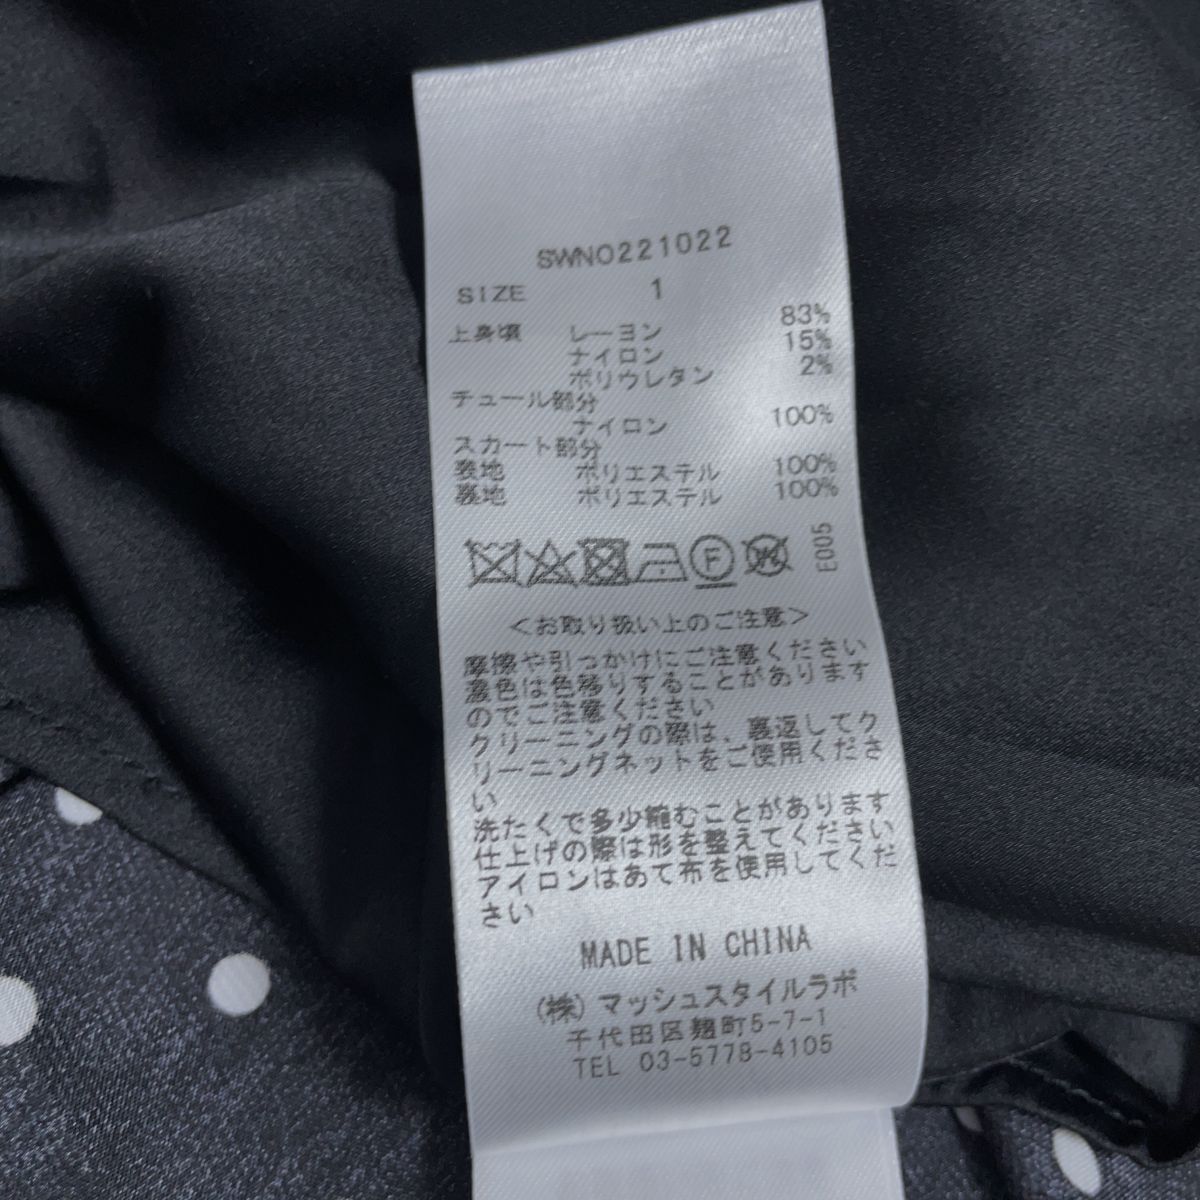 SWNO221022
SIZE 1
上身頃 レーヨン 83%
ナイロン 15%
ポリウレタン 2%
チュール部分
ナイロン 100%
スカート部分
表地 ポリエステル 100%
裏地 ポリエステル 100%
F W E005
<お取り扱い上のご注意>
摩擦や引っかけにご注意ください
濃色は色移りすることがあります
のでご注意ください
クリーニングの際は、裏返してク
リーニングネットをご使用くださ
い
洗たくで多少縮むことがあります
仕上げの際は形を整えてください
アイロンはあて布を使用してくだ
さい
MADE IN CHINA
(株)マッシュスタイルラボ
千代田区麹町5-7-1
TEL 03-5778-4105